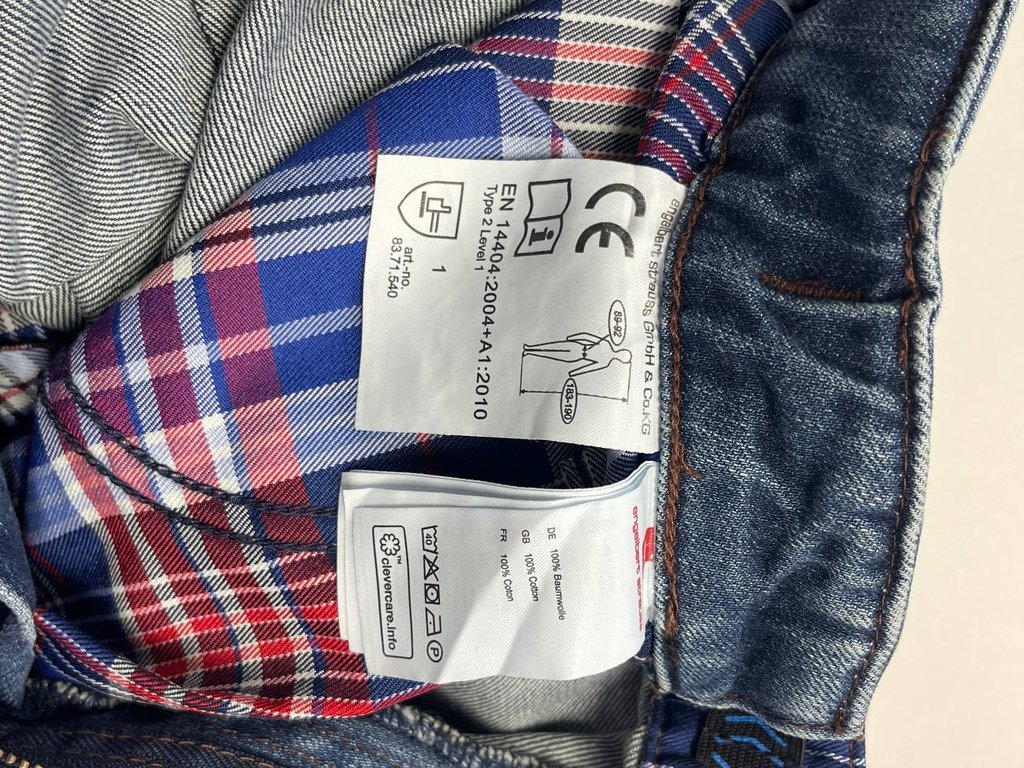 engelbert strauss GmbH & Co.KG
CE
i
89-92
183-190
EN 14404:2004+A1:2010
Type 2 Level 1
1
art.-no.
83.71.540
engelbert strauss
DE 100% Baumwolle
GB 100% Cotton
FR 100% Coton
40
P
™
clevercare.info